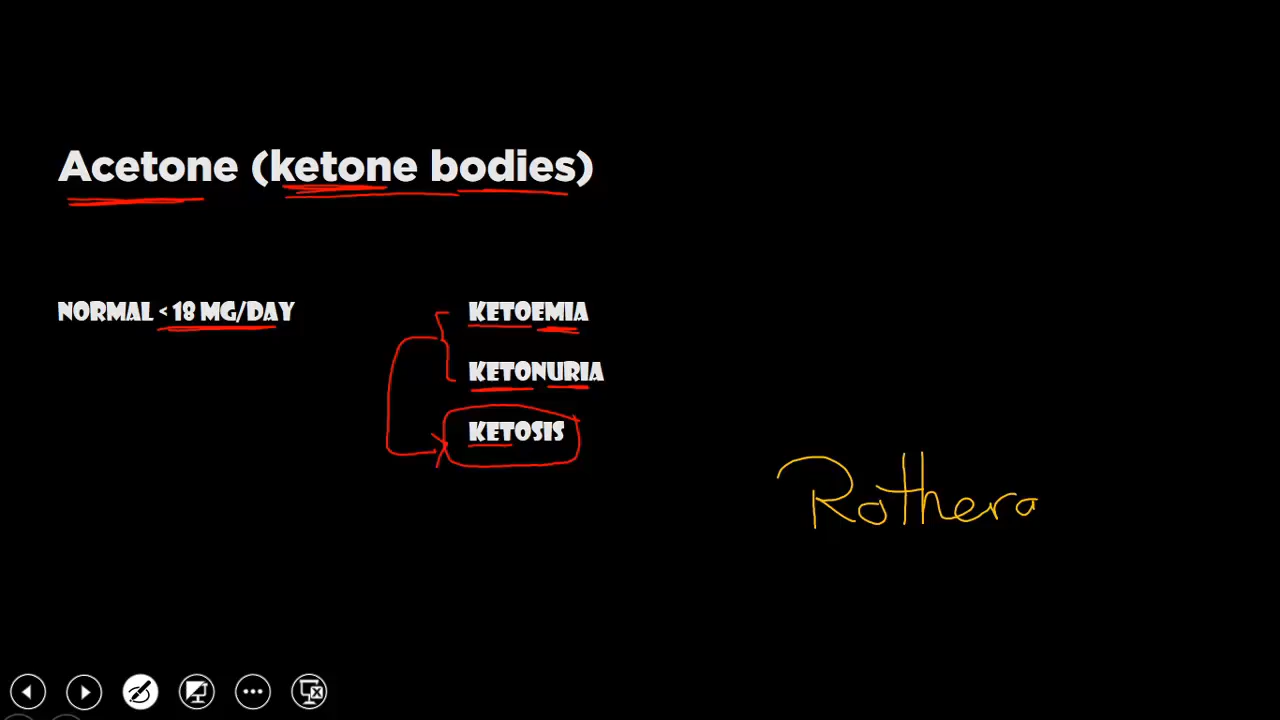 Acetone (ketone bodies)
NORMAL < 18 MG/DAY
KETOEMIA
KETONURIA
KETOSIS
Rothera